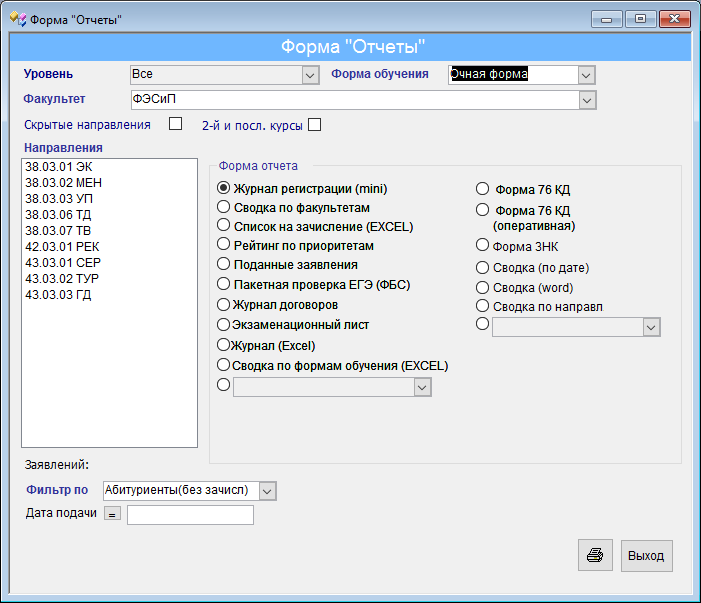 Форма "Отчеты"
Форма "Отчеты"
Уровень Все Форма обучения Очная форма
Факультет ФЭСиП
Скрытые направления 2-й и посл. курсы
Направления
38.03.01 ЭК
38.03.02 МЕН
38.03.03 УП
38.03.06 ТД
38.03.07 ТВ
42.03.01 РЕК
43.03.01 СЕР
43.03.02 ТУР
43.03.03 ГД
Форма отчета
Журнал регистрации (mini)
Сводка по факультетам
Список на зачисление (EXCEL)
Рейтинг по приоритетам
Поданные заявления
Пакетная проверка ЕГЭ (ФБС)
Журнал договоров
Экзаменационный лист
Журнал (Excel)
Сводка по формам обучения (EXCEL)
Форма 76 КД
Форма 76 КД
(оперативная)
Форма ЗНК
Сводка (по дате)
Сводка (word)
Сводка по направл
Заявлений:
Фильтр по Абитуриенты(без зачисл)
Дата подачи =
Выход